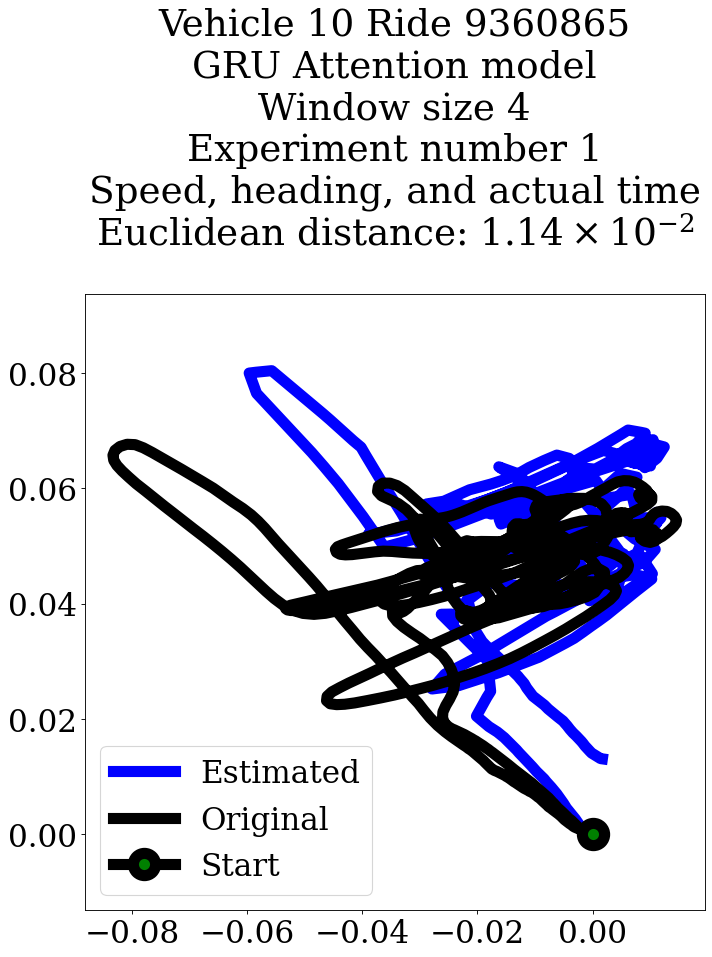 Vehicle 10 Ride 9360865
GRU Attention model
Window size 4
Experiment number 1
Speed, heading, and actual time
Euclidean distance: 1.14 × 10⁻²
0.08
0.06
0.04
0.02
0.00
Estimated
Original
Start
−0.08 −0.06 −0.04 −0.02 0.00